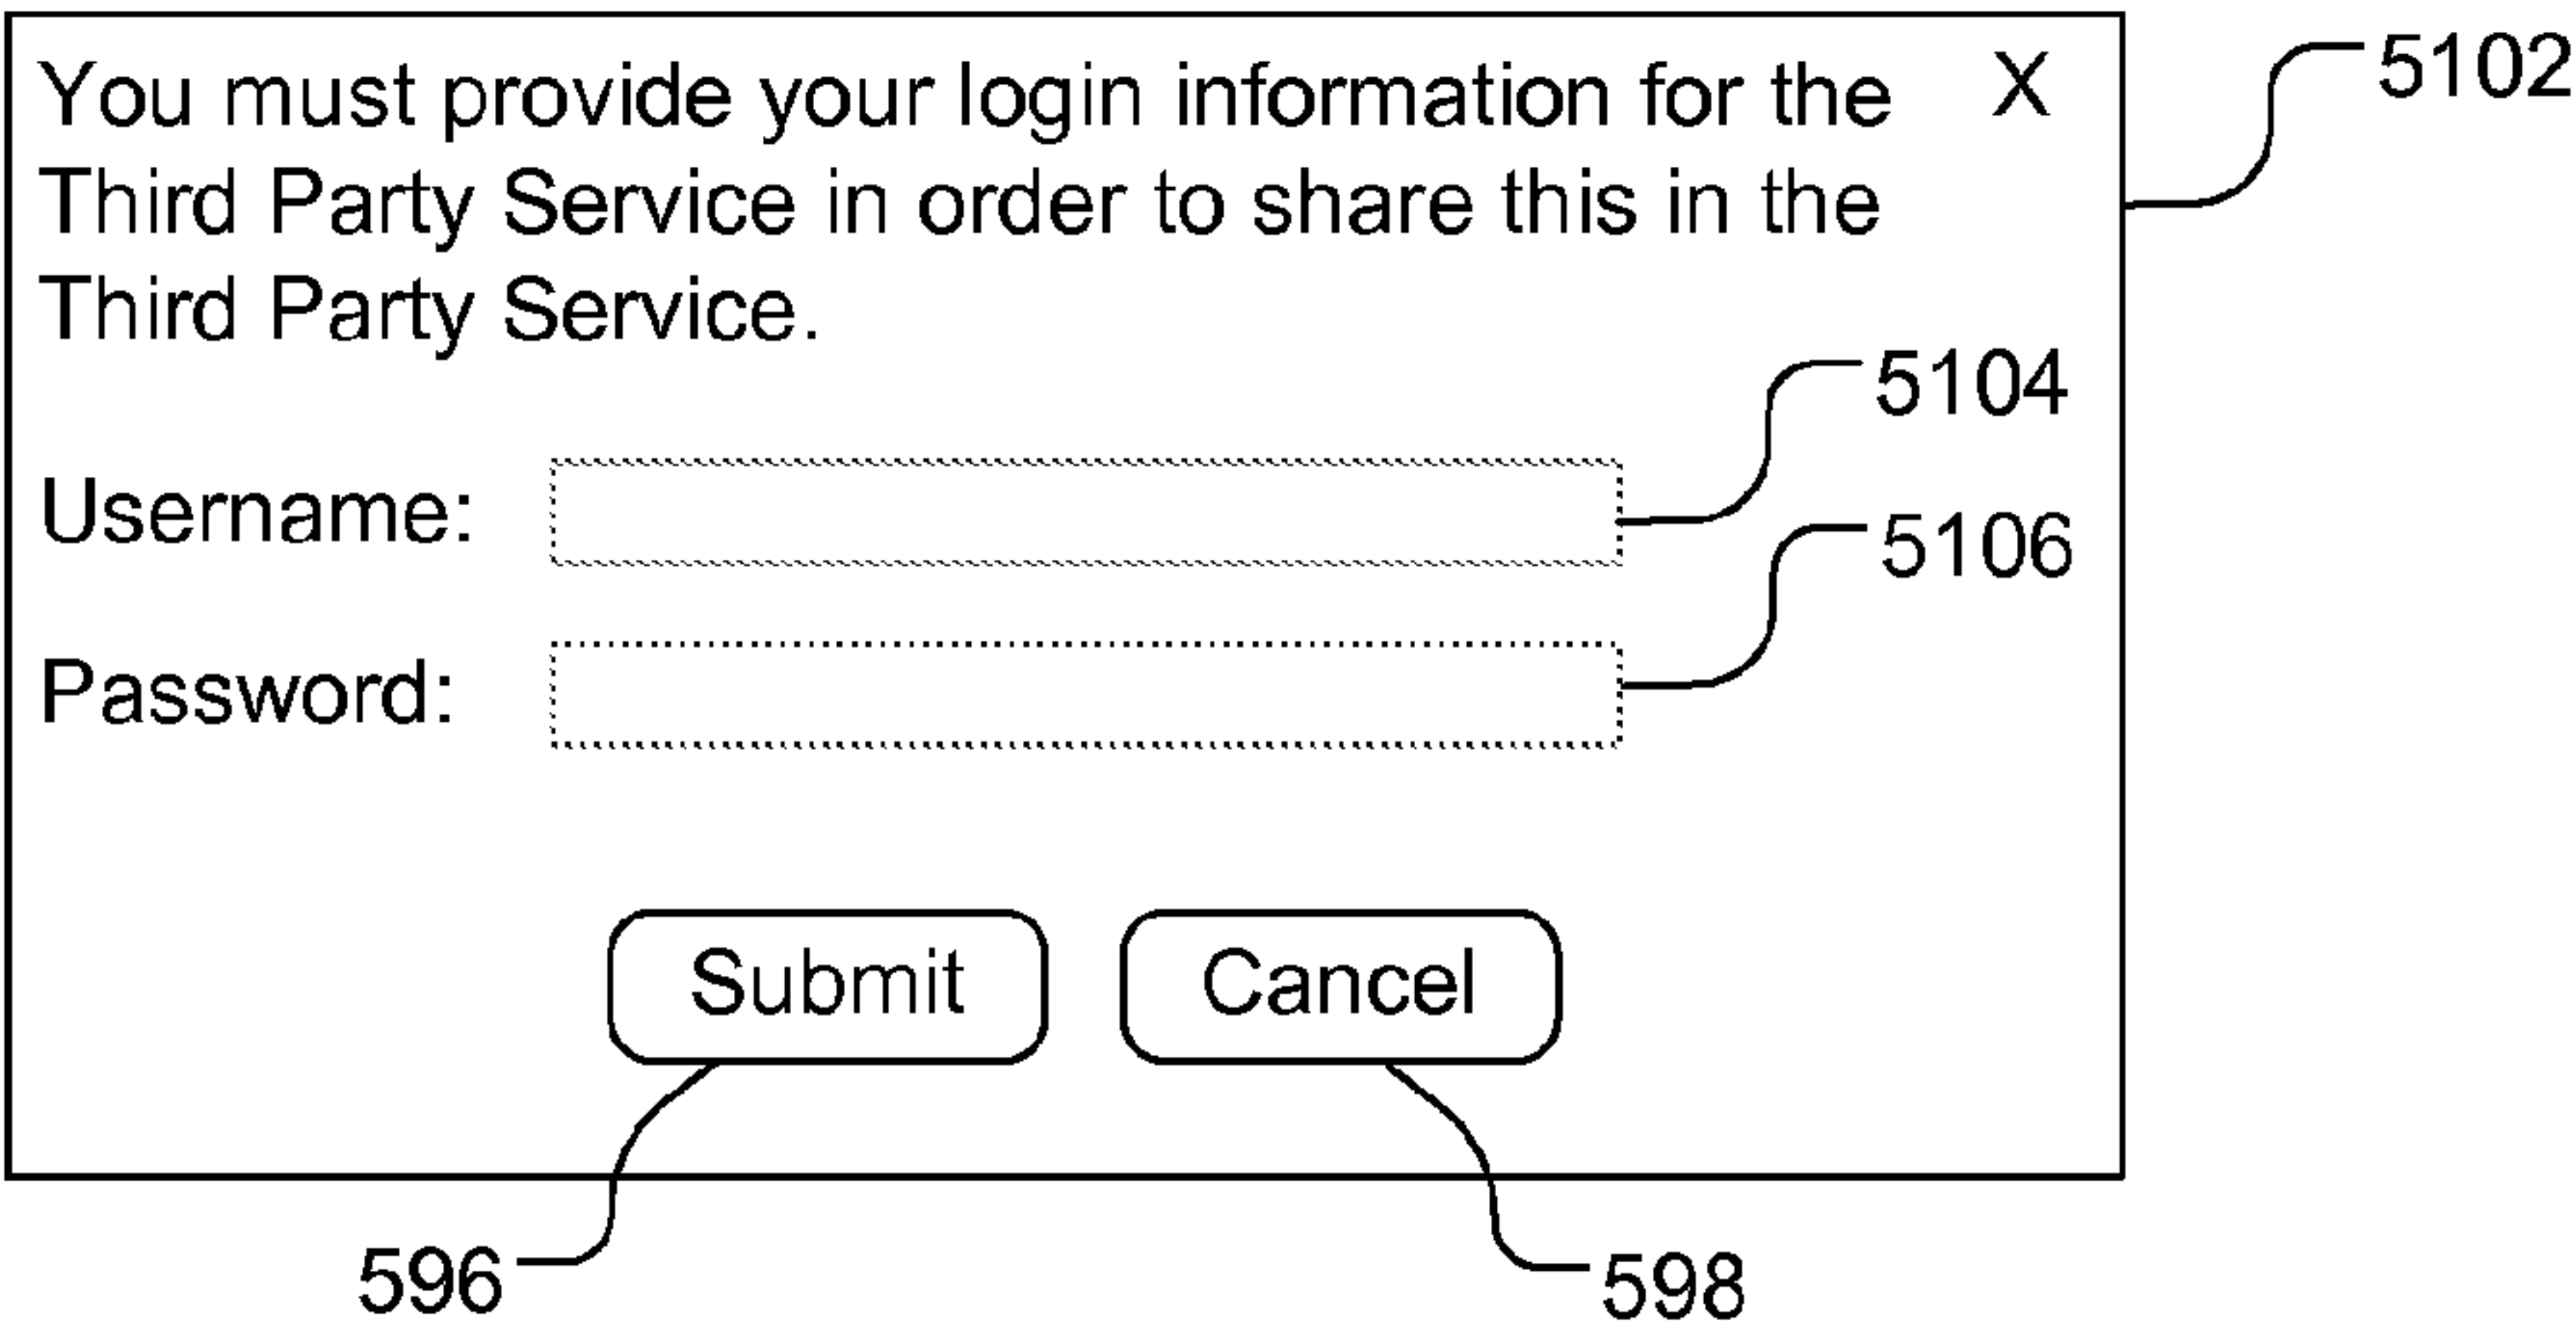 You must provide your login information for the X 5102
Third Party Service in order to share this in the
Third Party Service.
5104
Username:
5106
Password:
Submit Cancel
596 598